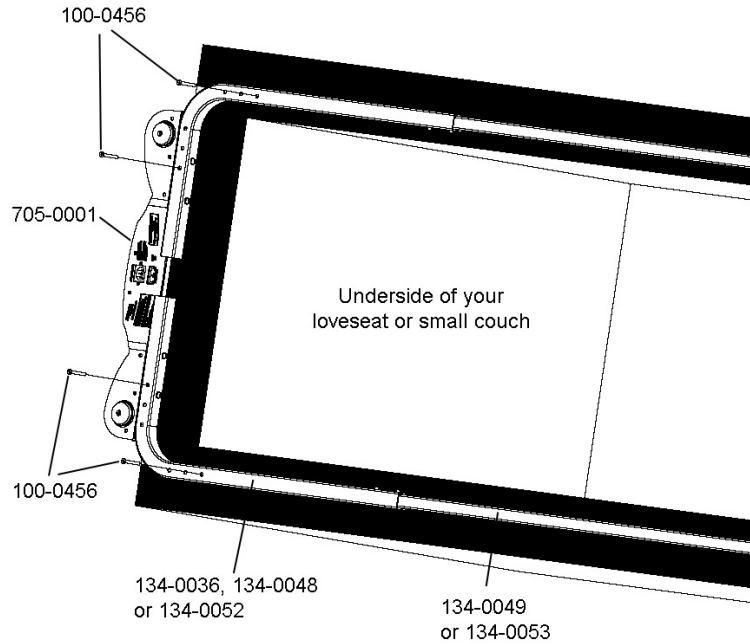 100-0456
705-0001
Underside of your
loveseat or small couch
100-0456
134-0036, 134-0048
or 134-0052
134-0049
or 134-0053